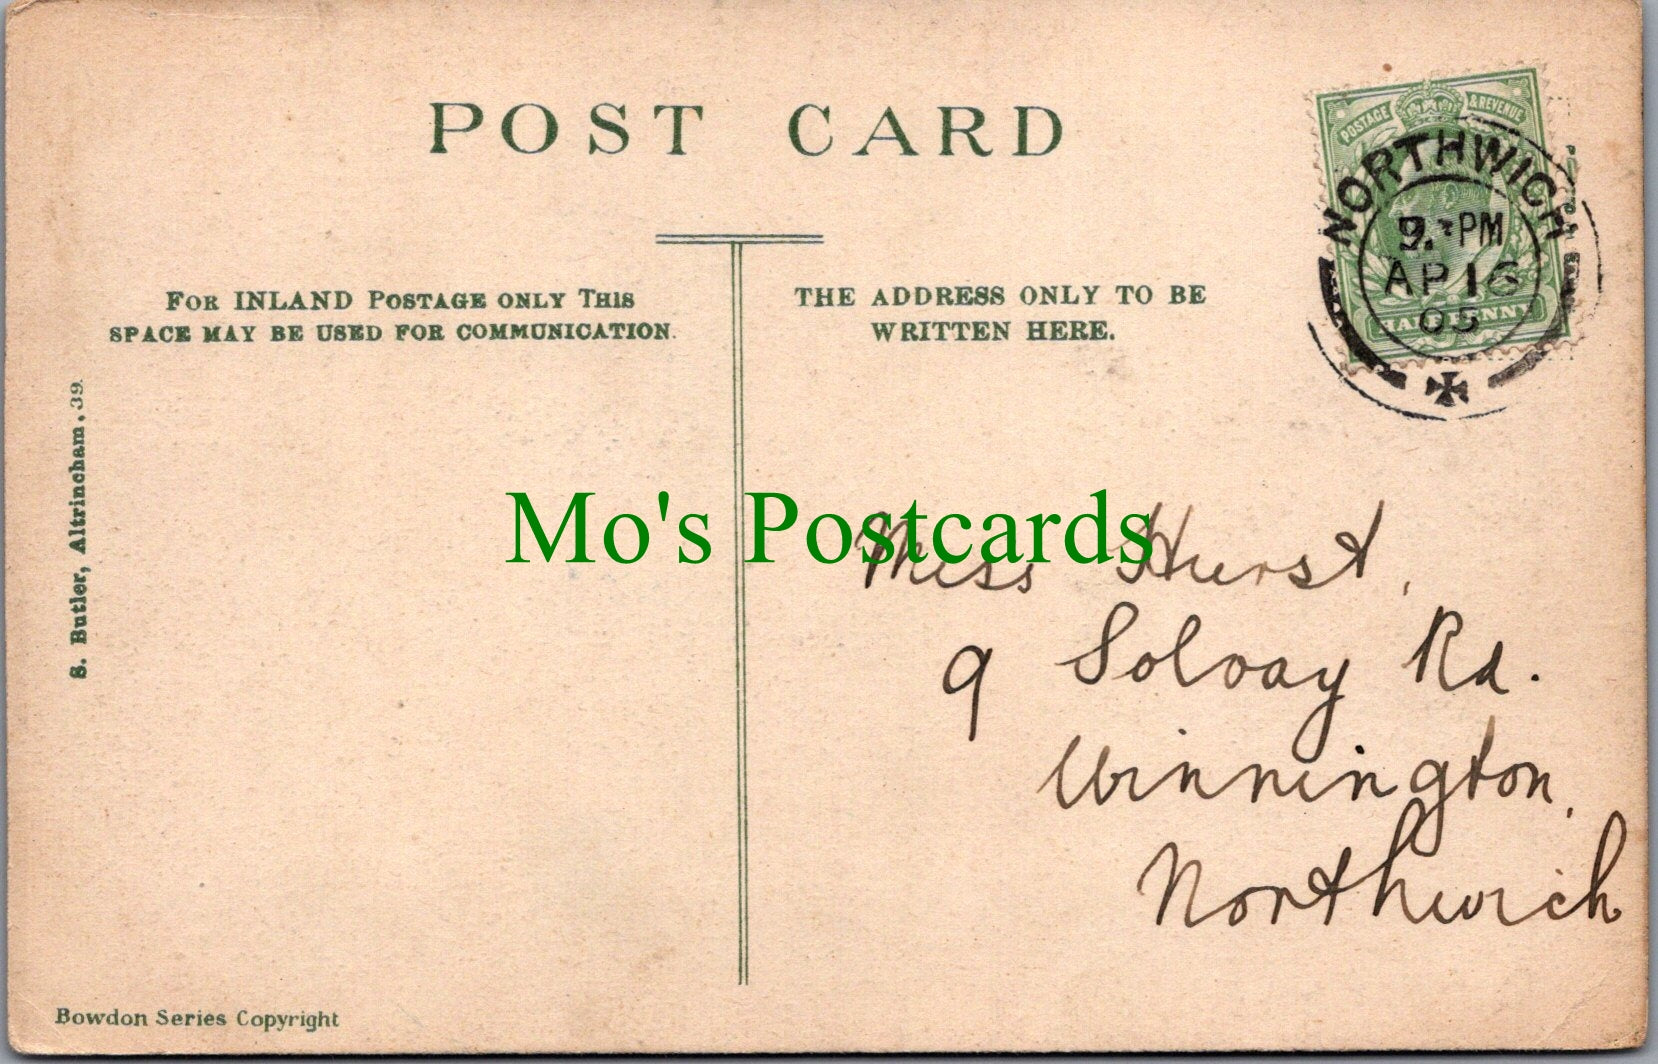 POST CARD
POSTAGE & REVENUE
NORTHWICH
PM
AP 16
05
HALFPENNY
FOR INLAND POSTAGE ONLY THIS
SPACE MAY BE USED FOR COMMUNICATION.
THE ADDRESS ONLY TO BE
WRITTEN HERE.
S. Butler, Altrincham, 39.
Mo's Postcards
Miss Hurst,
9 Solvay Rd.
Winnington,
Northwich
Bowdon Series Copyright